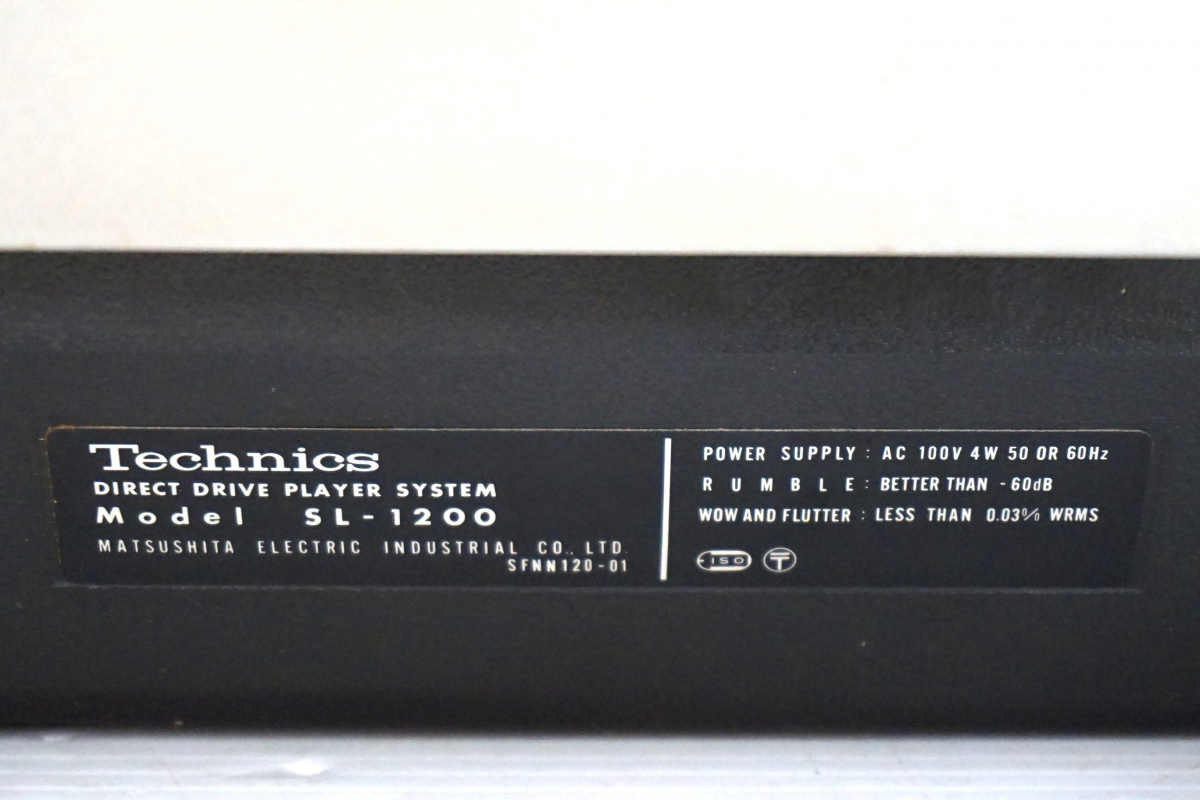 Technics
DIRECT DRIVE PLAYER SYSTEM
Model SL-1200
MATSUSHITA ELECTRIC INDUSTRIAL CO., LTD.
SFNN120-01
POWER SUPPLY : AC 100V 4W 50 OR 60Hz
RUMBLE : BETTER THAN -60dB
WOW AND FLUTTER : LESS THAN 0.03% WRMS
ISO T